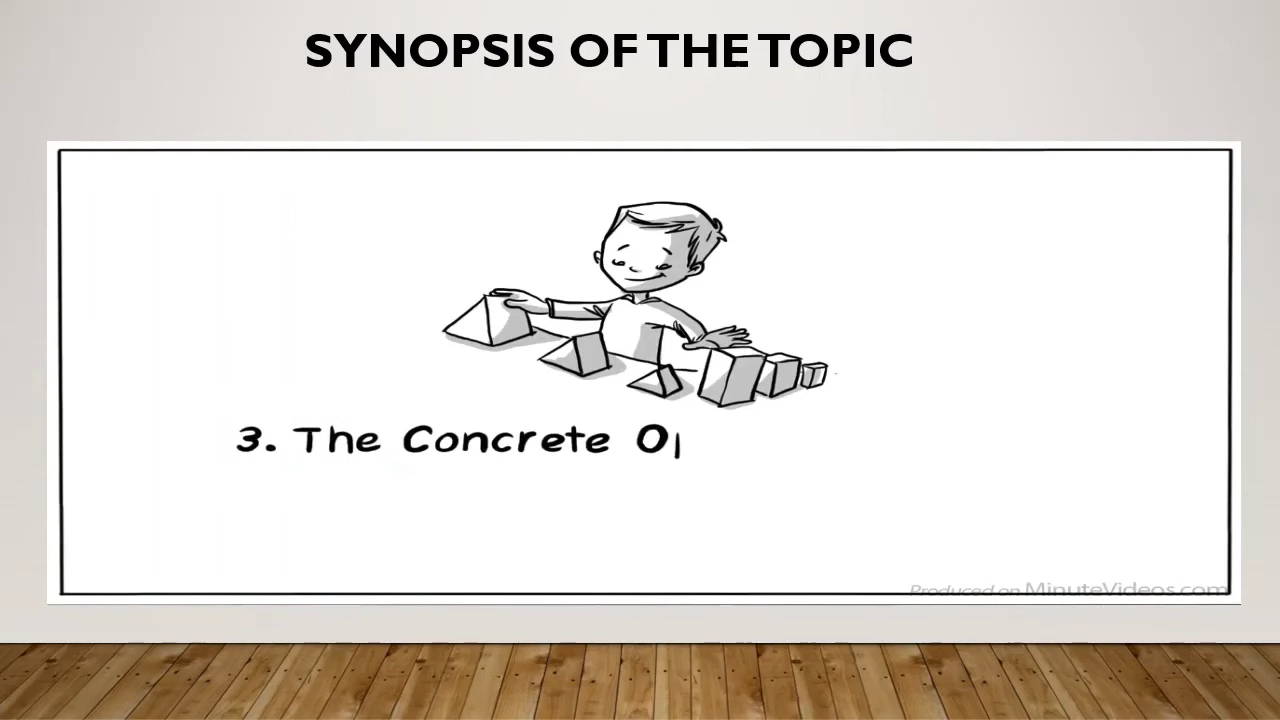 SYNOPSIS OF THE TOPIC
3. The Concrete O
Produced on MinuteVideos.com